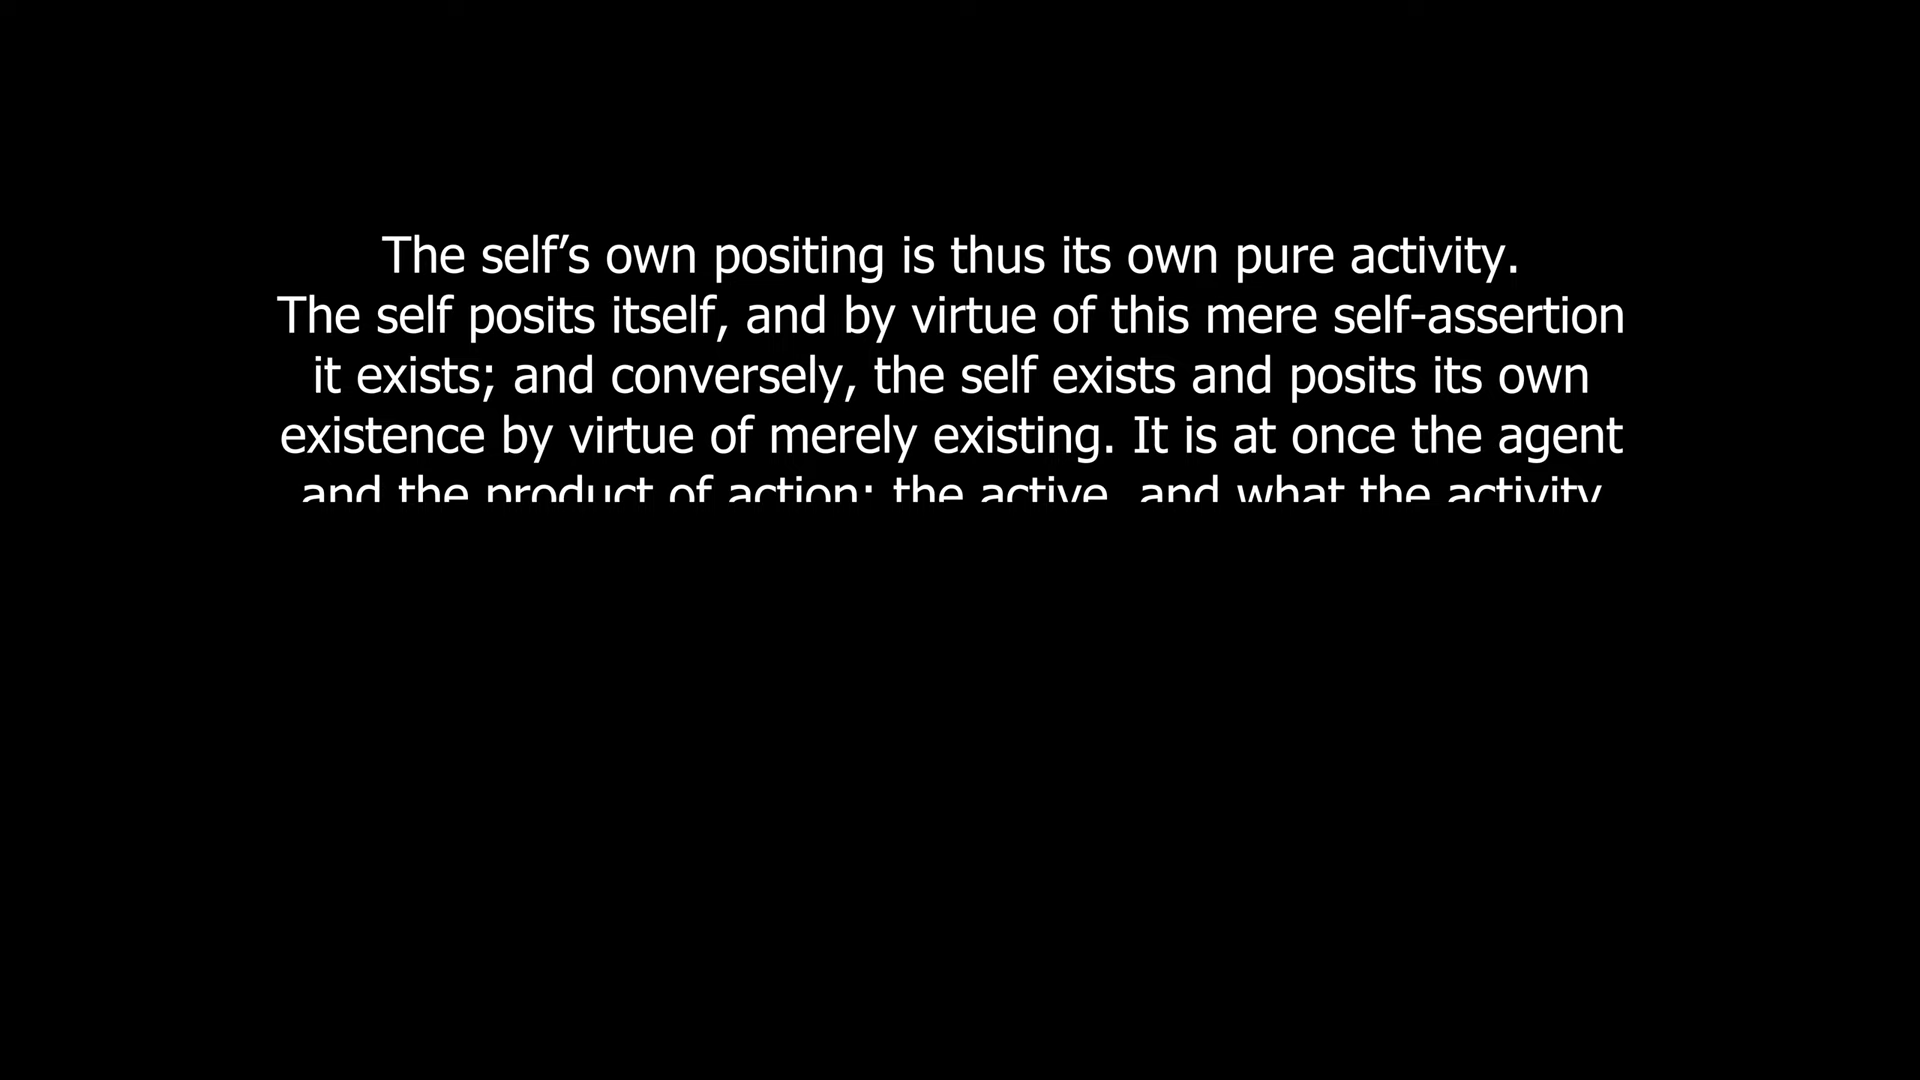 The self’s own positing is thus its own pure activity.
The self posits itself, and by virtue of this mere self-assertion
it exists; and conversely, the self exists and posits its own
existence by virtue of merely existing. It is at once the agent
and the product of action; the active, and what the activity